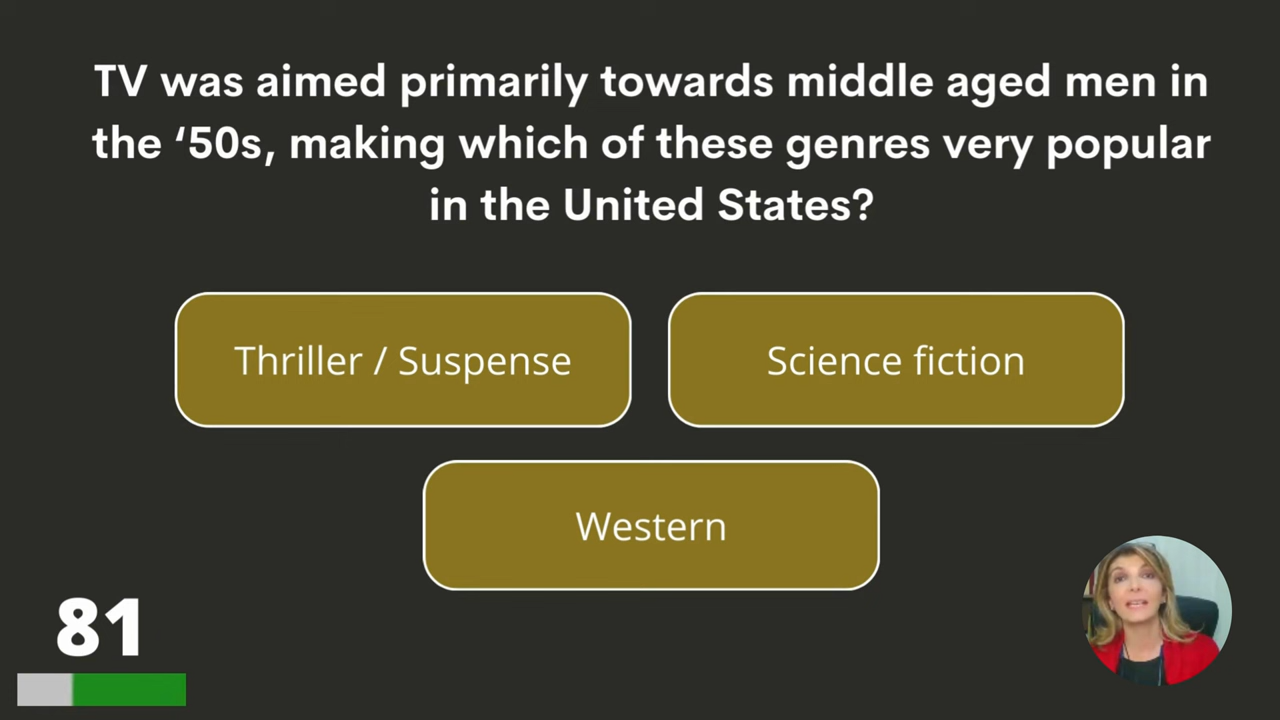 TV was aimed primarily towards middle aged men in
the ‘50s, making which of these genres very popular
in the United States?
Thriller / Suspense
Science fiction
Western
81